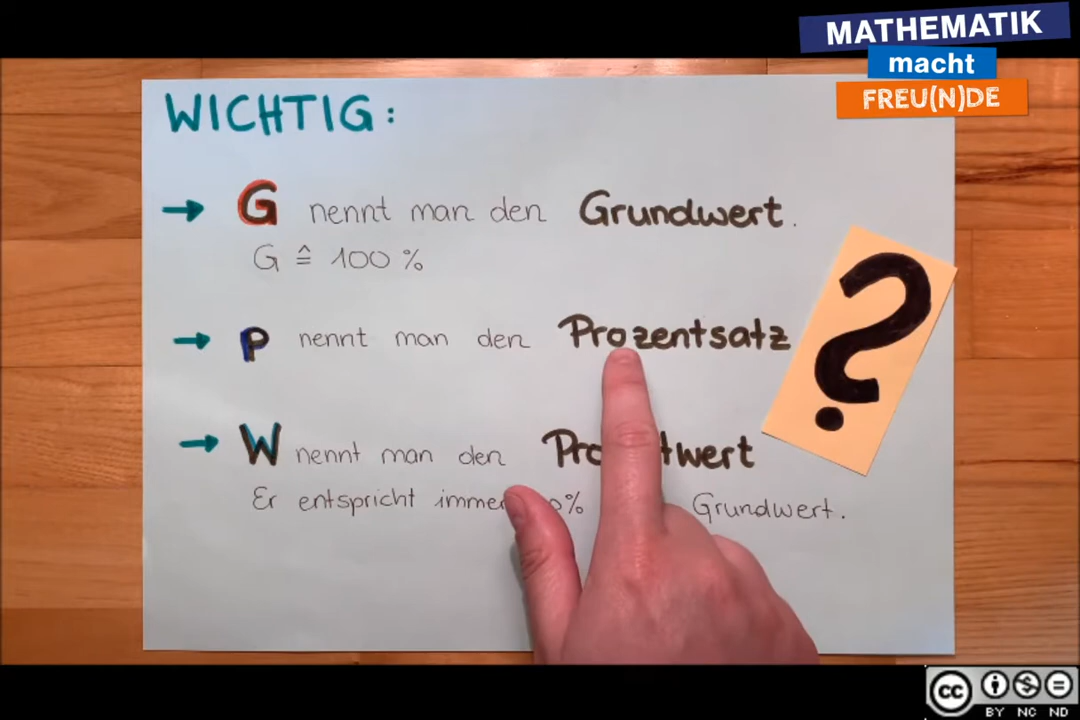 MATHEMATIK
macht
FREU(N)DE
WICHTIG:
→ G nennt man den Grundwert.
G ≙ 100 %
→ P nennt man den Prozentsatz
?
→ W nennt man den
Er entspricht Grundwert.
cc
BY NC ND